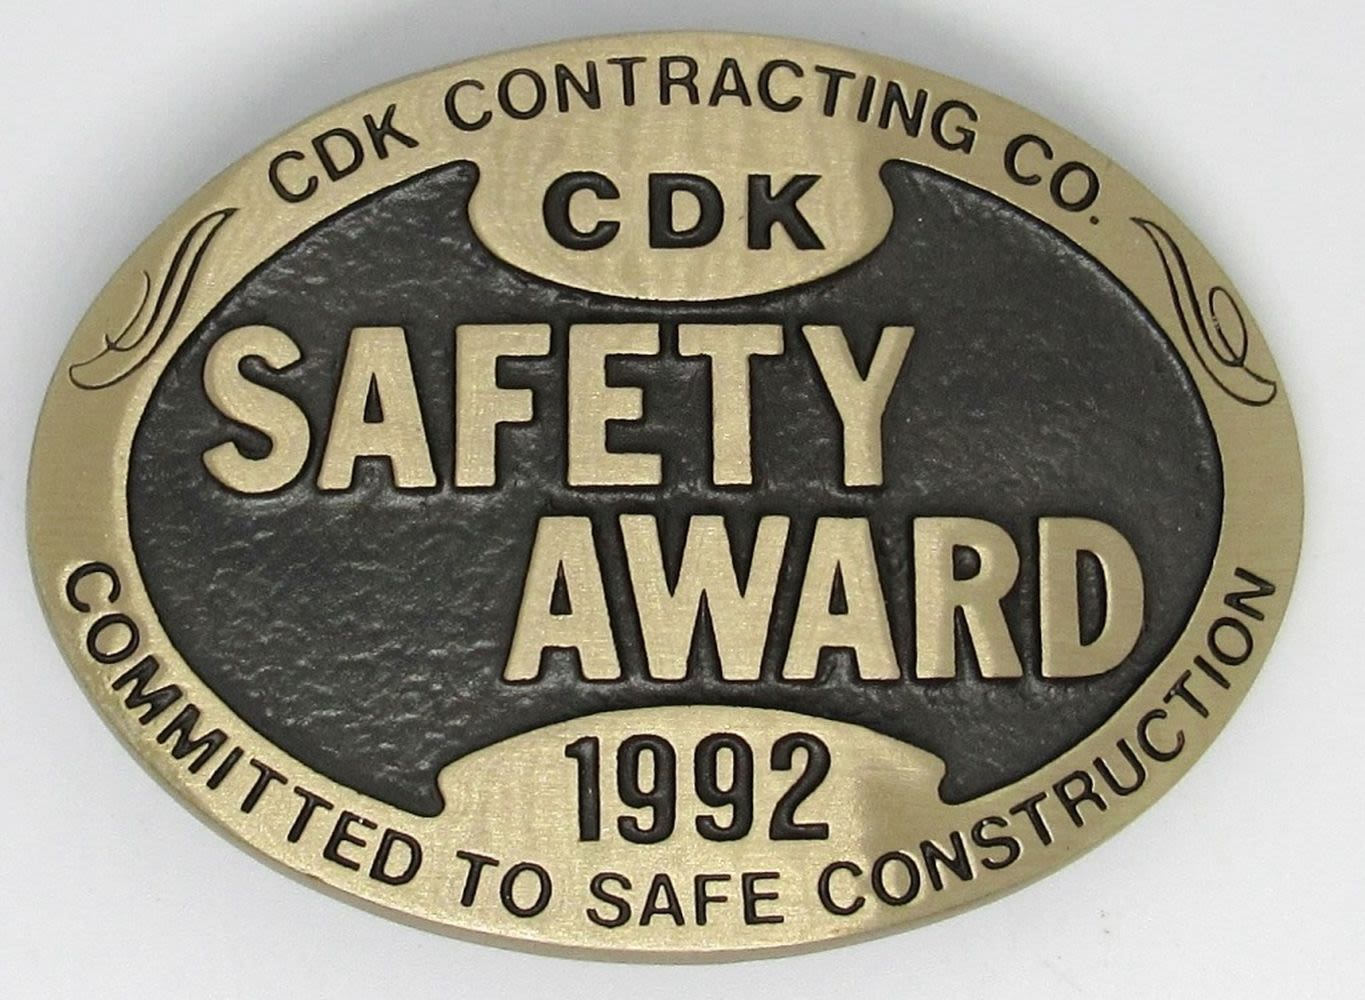 CDK CONTRACTING CO.
CDK
SAFETY
AWARD
1992
COMMITTED TO SAFE CONSTRUCTION